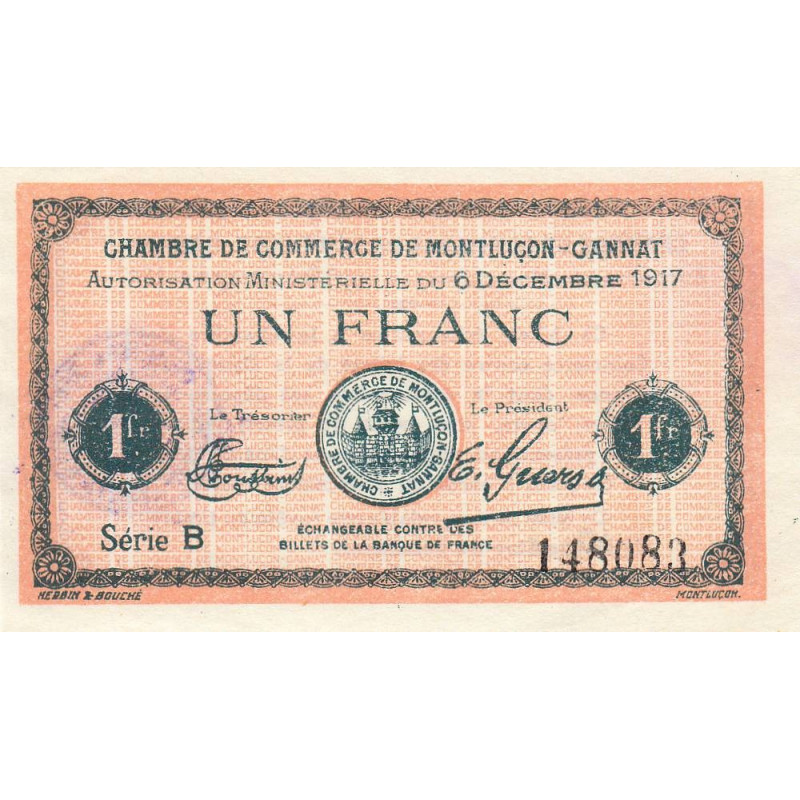 CHAMBRE DE COMMERCE DE MONTLUÇON-GANNAT
AUTORISATION MINISTÉRIELLE DU 6 DÉCEMBRE 1917
UN FRANC
1fr
Le Trésorier
CHAMBRE DE COMMERCE DE MONTLUÇON-GANNAT
Le Président
1fr
Toussaint
E. Guerse
Série B
ÉCHANGEABLE CONTRE DES
BILLETS DE LA BANQUE DE FRANCE
148083
HERBIN & BOUCHÉ
MONTLUÇON.